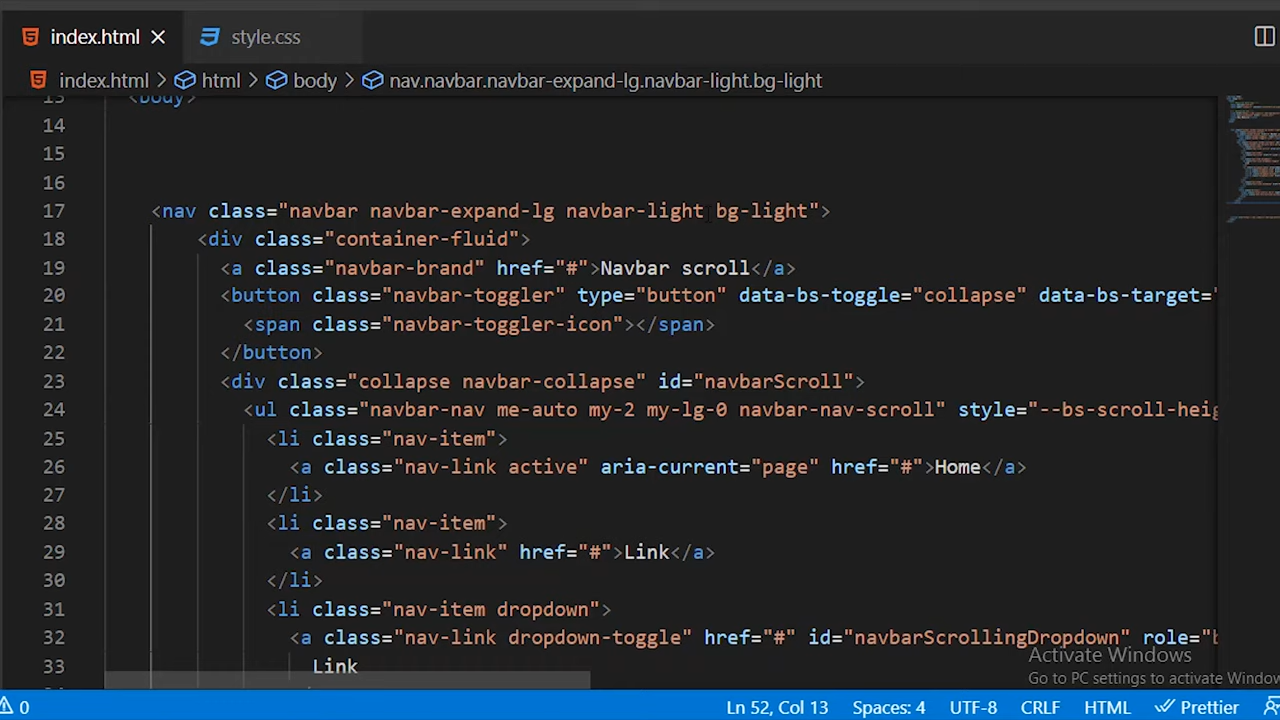 index.html × style.css
index.html > html > body > nav.navbar.navbar-expand-lg.navbar-light.bg-light
13 <body>
14
15
16
17 <nav class="navbar navbar-expand-lg navbar-light bg-light">
18 <div class="container-fluid">
19 <a class="navbar-brand" href="#">Navbar scroll</a>
20 <button class="navbar-toggler" type="button" data-bs-toggle="collapse" data-bs-target="
21 <span class="navbar-toggler-icon"></span>
22 </button>
23 <div class="collapse navbar-collapse" id="navbarScroll">
24 <ul class="navbar-nav me-auto my-2 my-lg-0 navbar-nav-scroll" style="--bs-scroll-heig
25 <li class="nav-item">
26 <a class="nav-link active" aria-current="page" href="#">Home</a>
27 </li>
28 <li class="nav-item">
29 <a class="nav-link" href="#">Link</a>
30 </li>
31 <li class="nav-item dropdown">
32 <a class="nav-link dropdown-toggle" href="#" id="navbarScrollingDropdown" role="b
33 Link
Activate Windows
Go to PC settings to activate Window
0 Ln 52, Col 13 Spaces: 4 UTF-8 CRLF HTML Prettier